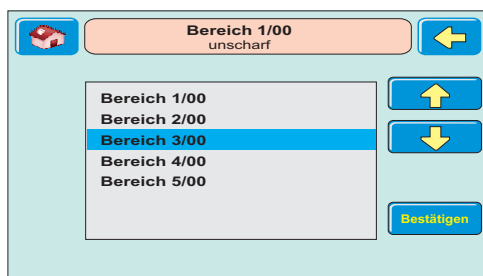 Bereich 1/00
unscharf
Bereich 1/00
Bereich 2/00
Bereich 3/00
Bereich 4/00
Bereich 5/00
Bestätigen